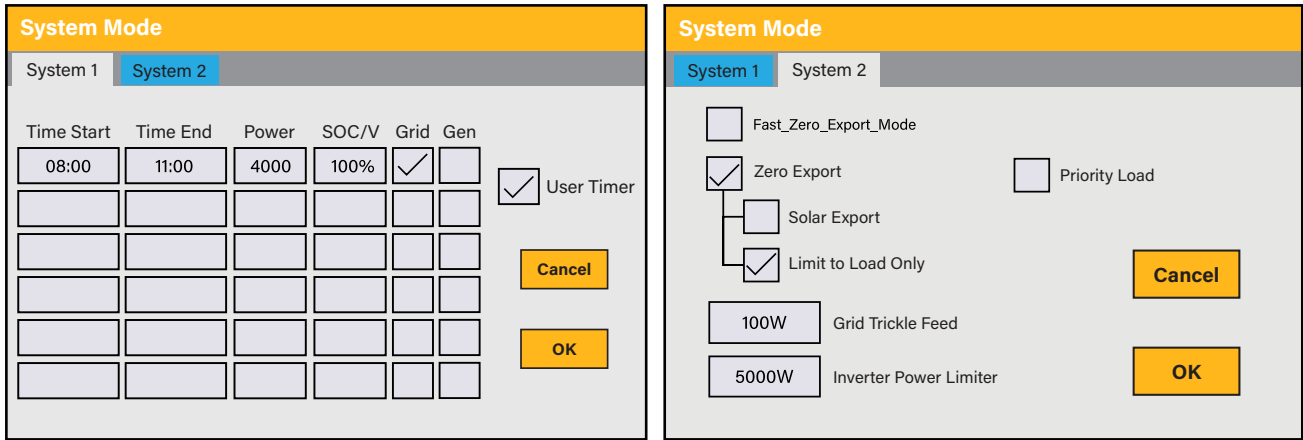 System Mode
System 1 System 2
Time Start Time End Power SOC/V Grid Gen
08:00 11:00 4000 100%
User Timer
Cancel
OK
System Mode
System 1 System 2
Fast_Zero_Export_Mode
Zero Export Priority Load
Solar Export
Limit to Load Only
Cancel
100W Grid Trickle Feed
5000W Inverter Power Limiter
OK